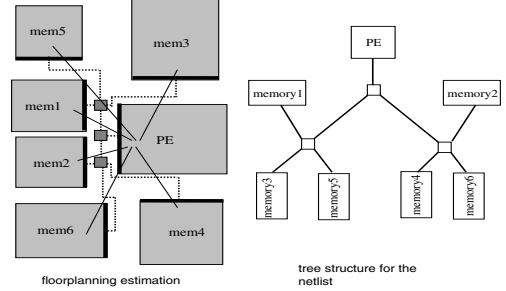 mem5
mem3
mem1
PE
mem2
mem6
mem4
floorplanning estimation
PE
memory1
memory2
memory3
memory5
memory4
memory6
tree structure for the
netlist